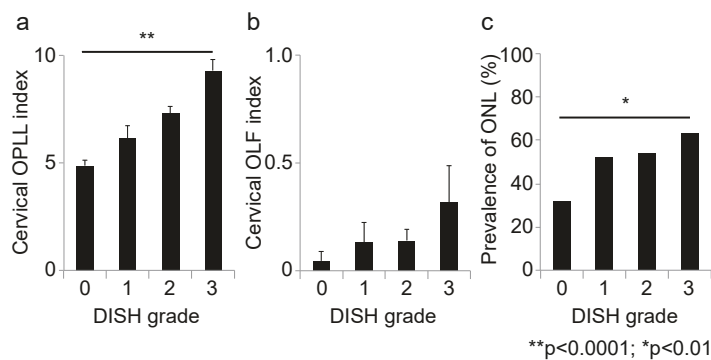 a
**
Cervical OPLL index
10
5
0
0 1 2 3
DISH grade
b
Cervical OLF index
1.0
0.5
0
0 1 2 3
DISH grade
c
*
Prevalence of ONL (%)
100
80
60
40
20
0
0 1 2 3
DISH grade
**p<0.0001; *p<0.01